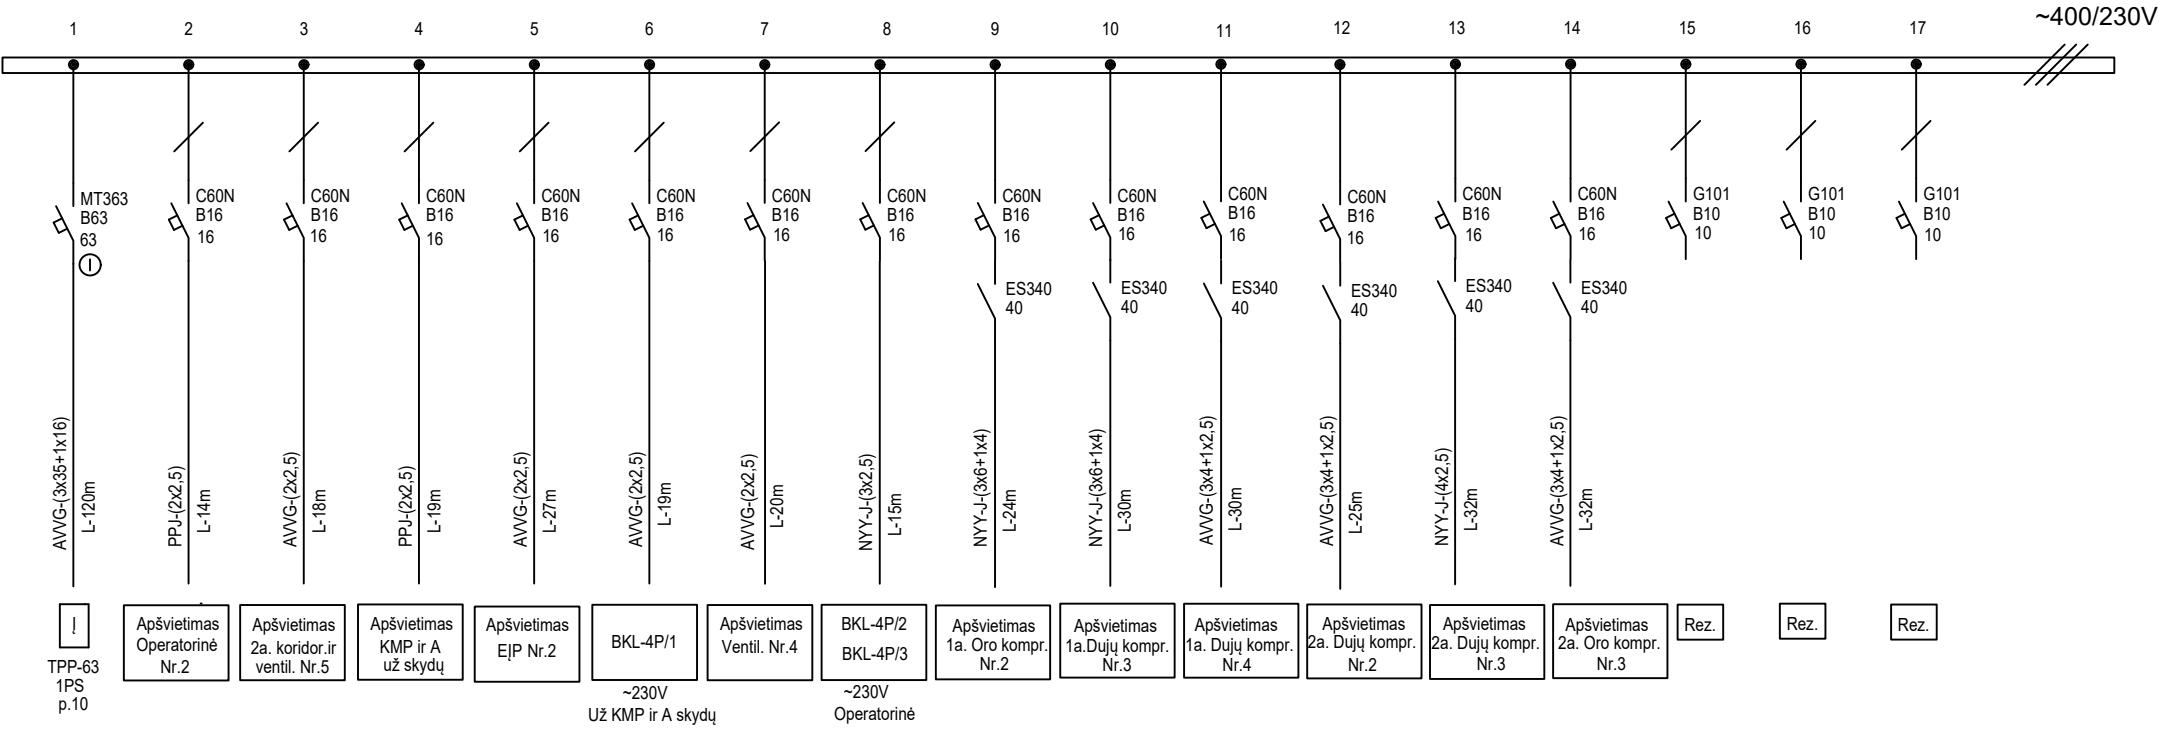 ~400/230V
1
2
3
4
5
6
7
8
9
10
11
12
13
14
15
16
17
MT363
B63
63
I
C60N
B16
16
C60N
B16
16
C60N
B16
16
C60N
B16
16
C60N
B16
16
C60N
B16
16
C60N
B16
16
C60N
B16
16
C60N
B16
16
C60N
B16
16
C60N
B16
16
C60N
B16
16
C60N
B16
16
G101
B10
10
G101
B10
10
G101
B10
10
ES340
40
ES340
40
ES340
40
ES340
40
ES340
40
ES340
40
AVVG-(3x35+1x16)
L-120m
PPJ-(2x2,5)
L-14m
AVVG-(2x2,5)
L-18m
PPJ-(2x2,5)
L-19m
AVVG-(2x2,5)
L-27m
AVVG-(2x2,5)
L-19m
AVVG-(2x2,5)
L-20m
NYY-J-(3x2,5)
L-15m
NYY-J-(3x6+1x4)
L-24m
NYY-J-(3x6+1x4)
L-30m
AVVG-(3x4+1x2,5)
L-30m
AVVG-(3x4+1x2,5)
L-25m
NYY-J-(4x2,5)
L-32m
AVVG-(3x4+1x2,5)
L-32m
Į
TPP-63
1PS
p.10
Apšvietimas
Operatorinė
Nr.2
Apšvietimas
2a. koridor.ir
ventil. Nr.5
Apšvietimas
KMP ir A
už skydų
Apšvietimas
EĮP Nr.2
BKL-4P/1
~230V
Už KMP ir A skydų
Apšvietimas
Ventil. Nr.4
BKL-4P/2
BKL-4P/3
~230V
Operatorinė
Apšvietimas
1a. Oro kompr.
Nr.2
Apšvietimas
1a.Dujų kompr.
Nr.3
Apšvietimas
1a. Dujų kompr.
Nr.4
Apšvietimas
2a. Dujų kompr.
Nr.2
Apšvietimas
2a. Dujų kompr.
Nr.3
Apšvietimas
2a. Oro kompr.
Nr.3
Rez.
Rez.
Rez.